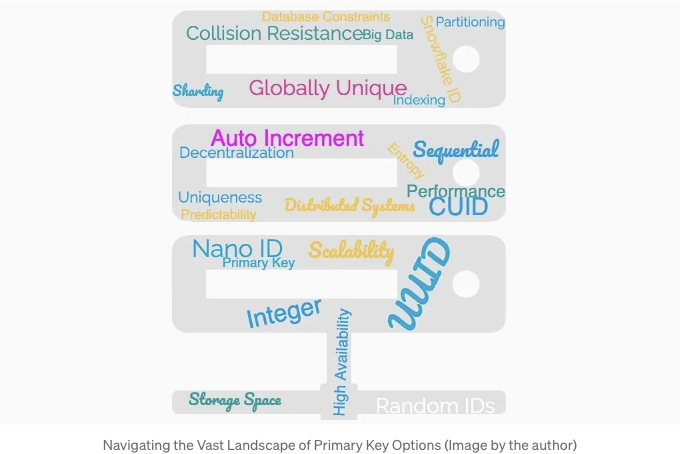 Database Constraints
Partitioning
Collision Resistance
Big Data
Snowflake ID
Sharding
Globally Unique
Indexing
Auto Increment
Decentralization
Entropy
Sequential
Performance
Uniqueness
Distributed Systems
CUID
Predictability
Nano ID
Scalability
Primary Key
UUID
Integer
High Availability
Storage Space
Random IDs
Navigating the Vast Landscape of Primary Key Options (Image by the author)